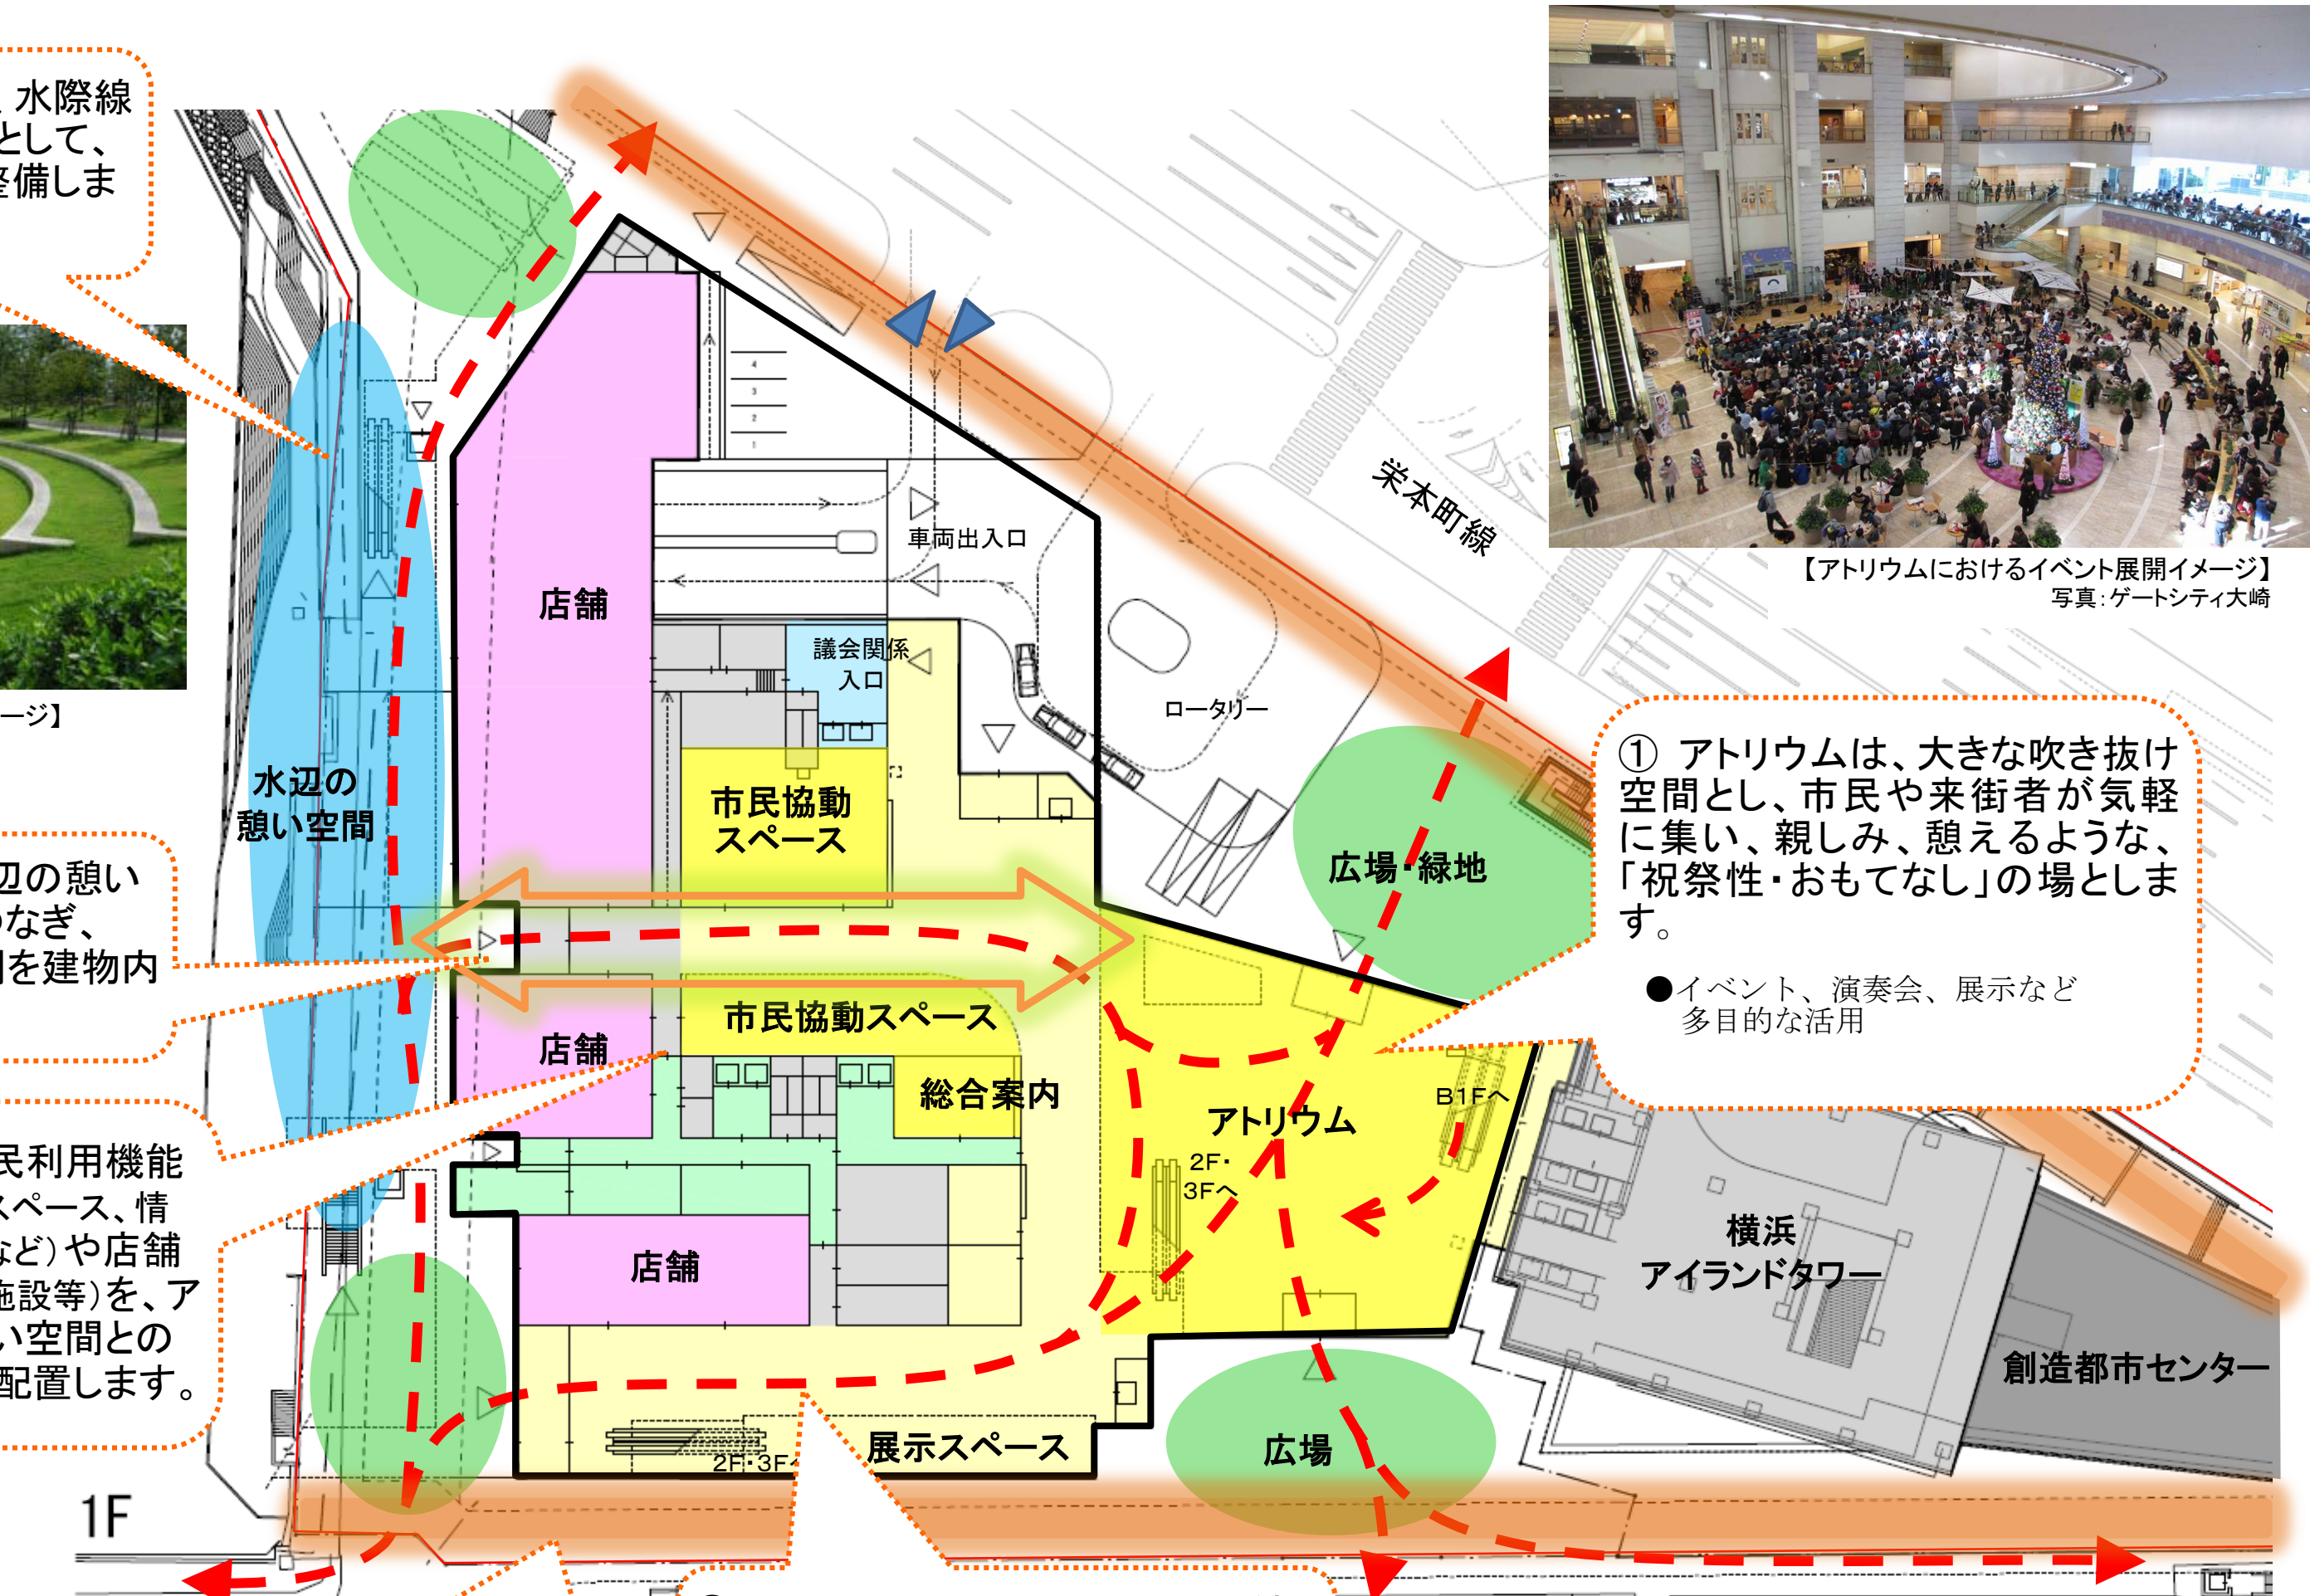 水際線
として、
整備しま
ージ】
辺の憩い
つなぎ、
間を建物内
民利用機能
スペース、情
など)や店舗
施設等)を、ア
い空間との
配置します。
1F
水辺の
憩い空間
店舗
4
3
2
1
車両出入口
議会関係
入口
ロータリー
栄本町線
市民協動
スペース
広場・緑地
市民協動スペース
店舗
総合案内
アトリウム
B1Fへ
2F・
3Fへ
店舗
展示スペース
2F・3Fへ
広場
横浜
アイランドタワー
創造都市センター
【アトリウムにおけるイベント展開イメージ】
写真：ゲートシティ大崎
① アトリウムは、大きな吹き抜け
空間とし、市民や来街者が気軽
に集い、親しみ、憩えるような、
「祝祭性・おもてなし」の場としま
す。
●イベント、演奏会、展示など
多目的な活用